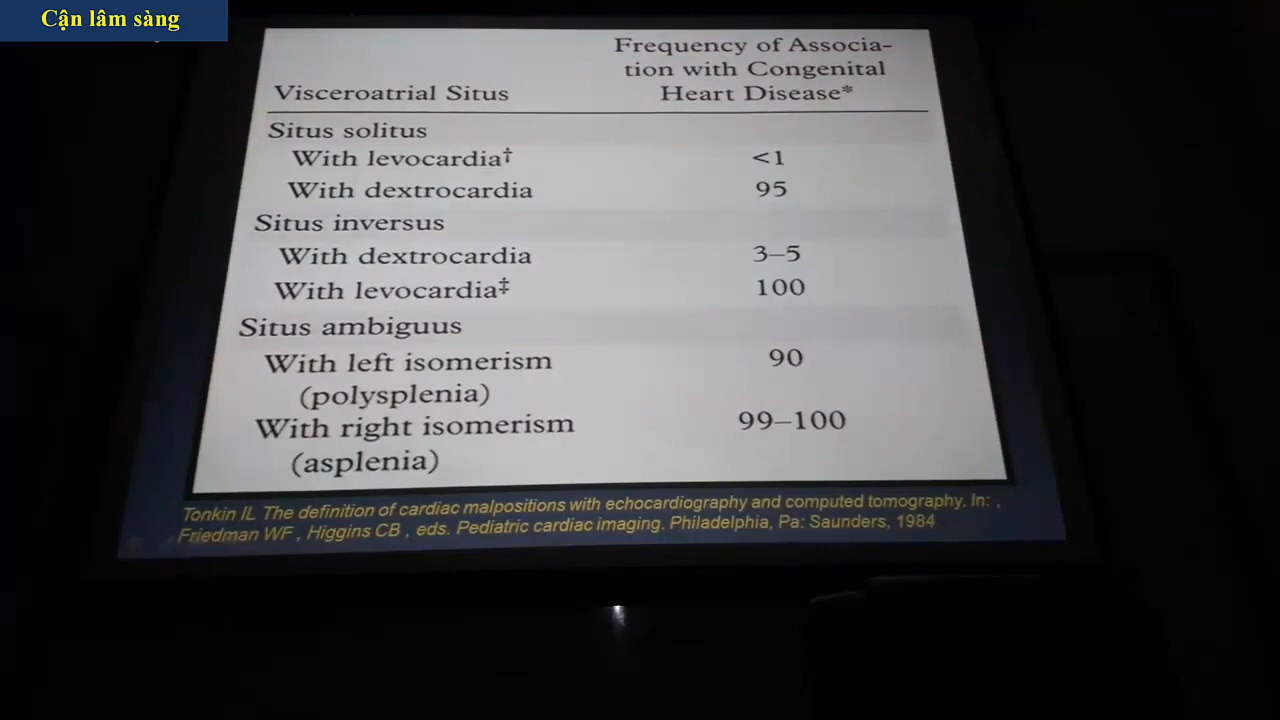 Cận lâm sàng
Frequency of Associa-
tion with Congenital
Visceroatrial Situs Heart Disease*
Situs solitus
With levocardia† <1
With dextrocardia 95
Situs inversus
With dextrocardia 3–5
With levocardia‡ 100
Situs ambiguus
With left isomerism 90
(polysplenia)
With right isomerism 99–100
(asplenia)
Tonkin IL The definition of cardiac malpositions with echocardiography and computed tomography. In: ,
Friedman WF , Higgins CB , eds. Pediatric cardiac imaging. Philadelphia, Pa: Saunders, 1984